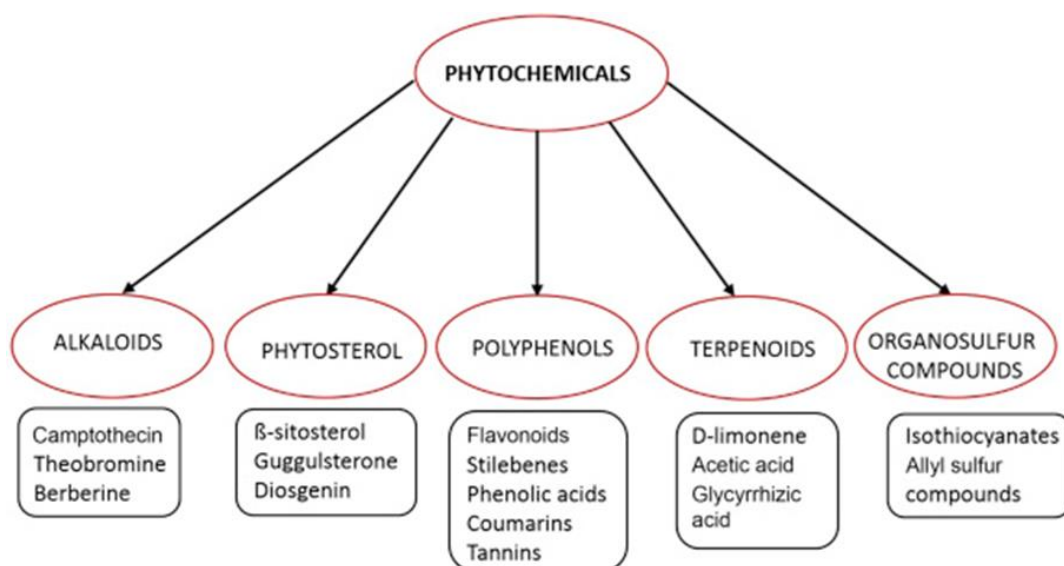 PHYTOCHEMICALS
ALKALOIDS
PHYTOSTEROL
POLYPHENOLS
TERPENOIDS
ORGANOSULFUR
COMPOUNDS
Camptothecin
Theobromine
Berberine
ß-sitosterol
Guggulsterone
Diosgenin
Flavonoids
Stilebenes
Phenolic acids
Coumarins
Tannins
D-limonene
Acetic acid
Glycyrrhizic
acid
Isothiocyanates
Allyl sulfur
compounds